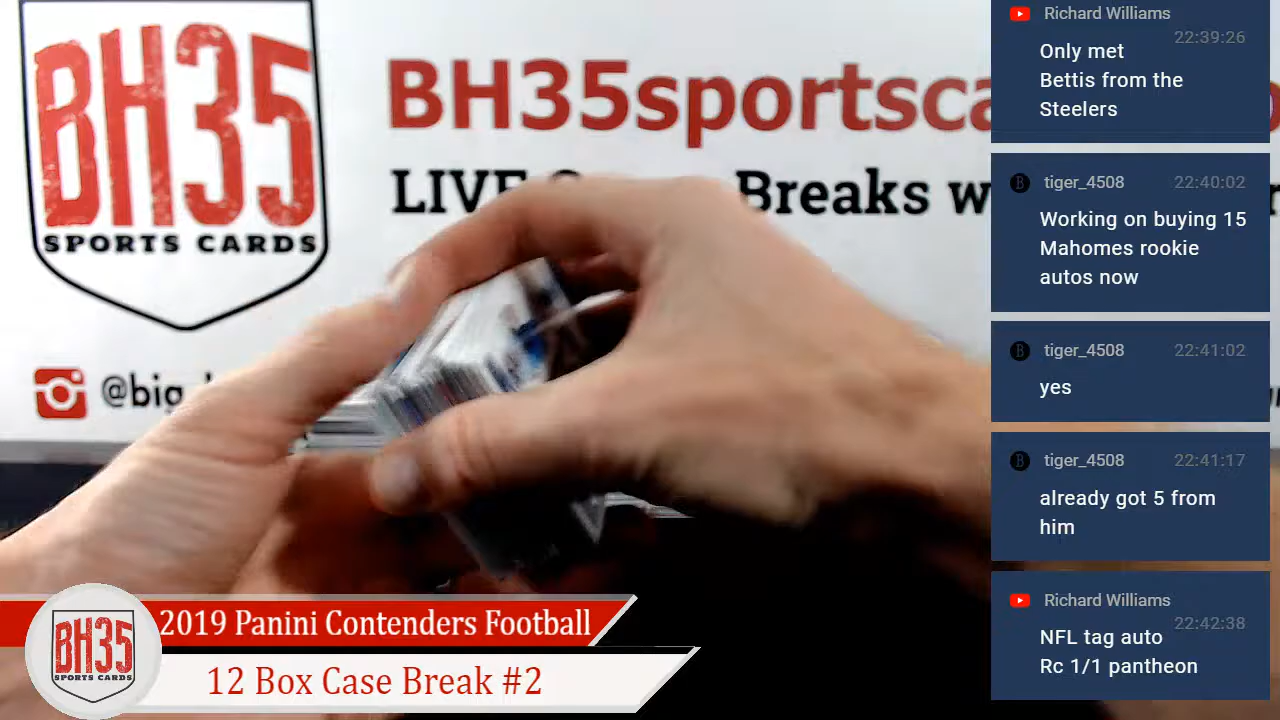 BH35
SPORTS CARDS
BH35sportsca
LIVE
Breaks w
@big
2019 Panini Contenders Football
12 Box Case Break #2
BH35
SPORTS CARDS
Richard Williams
22:39:26
Only met
Bettis from the
Steelers
tiger_4508 22:40:02
Working on buying 15
Mahomes rookie
autos now
tiger_4508 22:41:02
yes
tiger_4508 22:41:17
already got 5 from
him
Richard Williams
22:42:38
NFL tag auto
Rc 1/1 pantheon